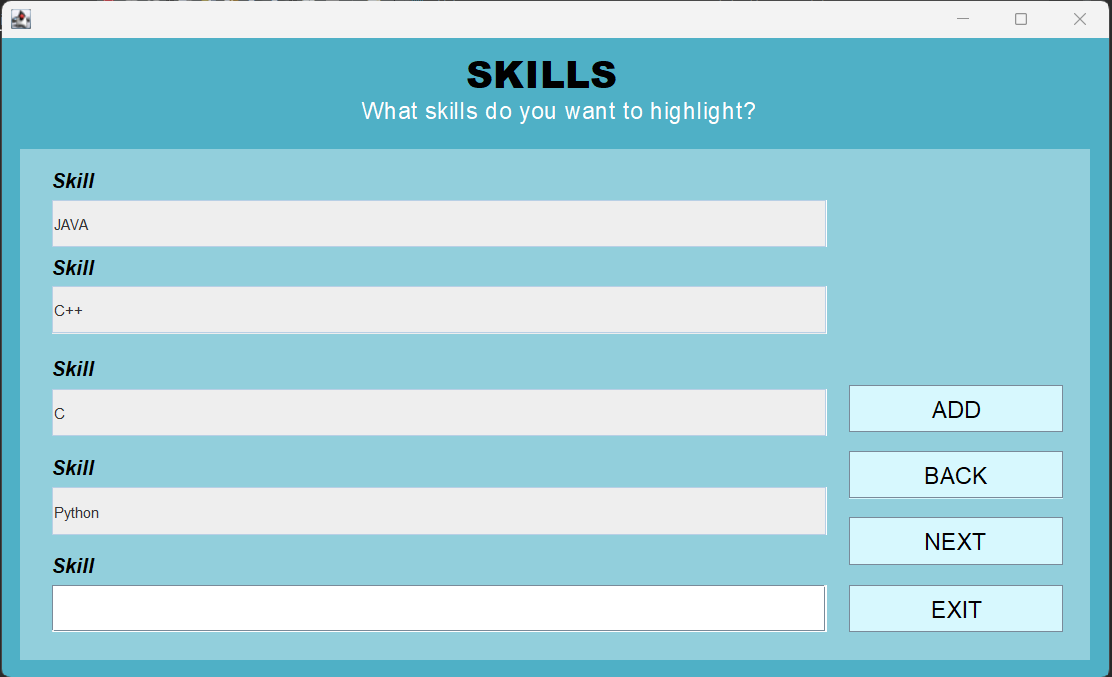 SKILLS
What skills do you want to highlight?
Skill
JAVA
Skill
C++
Skill
C
ADD
Skill
BACK
Python
NEXT
Skill
EXIT